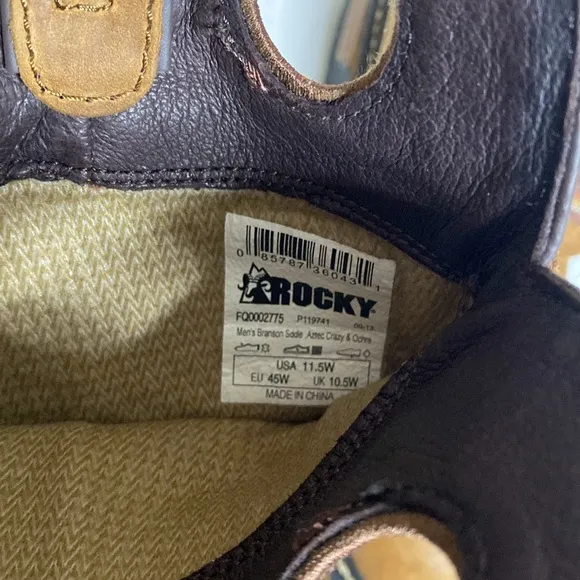 0 85787 36043 1
ROCKY
FQ0002775 P119741 09/13
Men's Branson Saddle .Aztec Crazy & Ochre
USA 11.5W
EU 45W UK 10.5W
MADE IN CHINA